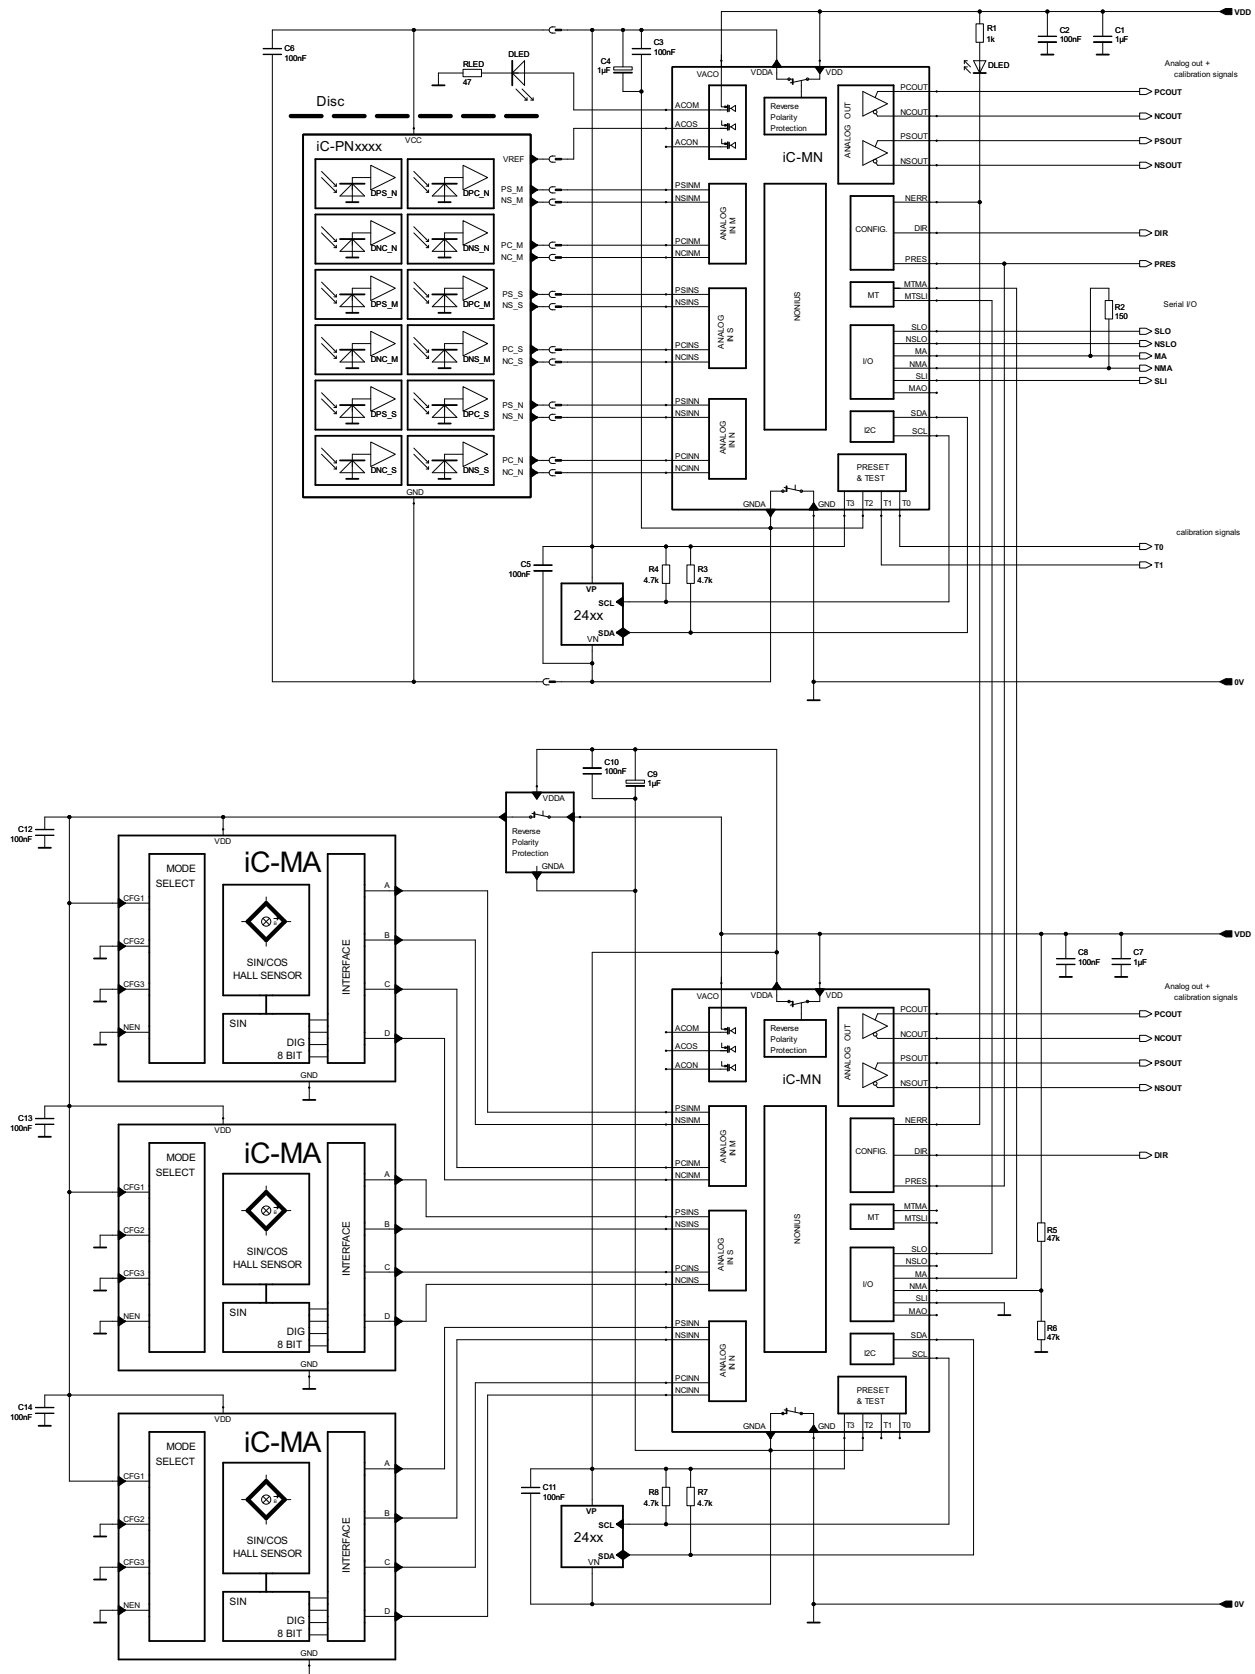 VDD
C6
100nF
C4
1µF
C3
100nF
R1
1k
C2
100nF
C1
1µF
RLED
47
DLED
DLED
Disc
VACO
VDDA
VDD
Analog out +
calibration signals
ACOM
ACOS
ACON
Reverse
Polarity
Protection
iC-MN
ANALOG OUT
PCOUT
NCOUT
PSOUT
NSOUT
PCOUT
NCOUT
PSOUT
NSOUT
iC-PNxxxx
VCC
VREF
DPS_N
DPC_N
DNC_N
DNS_N
DPS_M
DPC_M
DNC_M
DNS_M
DPS_S
DPC_S
DNC_S
DNS_S
GND
PS_M
NS_M
PC_M
NC_M
PS_S
NS_S
PC_S
NC_S
PS_N
NS_N
PC_N
NC_N
PSINM
NSINM
PCINM
NCINM
ANALOG
IN M
PSINS
NSINS
PCINS
NCINS
ANALOG
IN S
PSINN
NSINN
PCINN
NCINN
ANALOG
IN N
NONIUS
CONFIG.
NERR
DIR
PRES
DIR
PRES
MT
MTMA
MTSLI
R2
150
Serial I/O
I/O
SLO
NSLO
MA
NMA
SLI
MAO
SLO
NSLO
MA
NMA
SLI
I2C
SDA
SCL
PRESET
& TEST
GNDA
GND
T3
T2
T1
T0
calibration signals
T0
T1
C5
100nF
R4
4.7k
R3
4.7k
VP
SCL
24xx
SDA
VN
0V
C10
100nF
C9
1µF
VDDA
Reverse
Polarity
Protection
GNDA
C12
100nF
VDD
iC-MA
MODE
SELECT
CFG1
CFG2
CFG3
NEN
B
SIN/COS
HALL SENSOR
SIN
DIG
8 BIT
INTERFACE
A
B
C
D
GND
C13
100nF
VDD
iC-MA
MODE
SELECT
CFG1
CFG2
CFG3
NEN
B
SIN/COS
HALL SENSOR
SIN
DIG
8 BIT
INTERFACE
A
B
C
D
GND
C14
100nF
VDD
iC-MA
MODE
SELECT
CFG1
CFG2
CFG3
NEN
B
SIN/COS
HALL SENSOR
SIN
DIG
8 BIT
INTERFACE
A
B
C
D
GND
VDD
C8
100nF
C7
1µF
VACO
VDDA
VDD
Analog out +
calibration signals
ACOM
ACOS
ACON
Reverse
Polarity
Protection
iC-MN
ANALOG OUT
PCOUT
NCOUT
PSOUT
NSOUT
PCOUT
NCOUT
PSOUT
NSOUT
PSINM
NSINM
PCINM
NCINM
ANALOG
IN M
PSINS
NSINS
PCINS
NCINS
ANALOG
IN S
PSINN
NSINN
PCINN
NCINN
ANALOG
IN N
NONIUS
CONFIG.
NERR
DIR
PRES
DIR
MT
MTMA
MTSLI
I/O
SLO
NSLO
MA
NMA
SLI
MAO
R5
47k
R6
47k
I2C
SDA
SCL
PRESET
& TEST
GNDA
GND
T3
T2
T1
T0
C11
100nF
R8
4.7k
R7
4.7k
VP
SCL
24xx
SDA
VN
0V